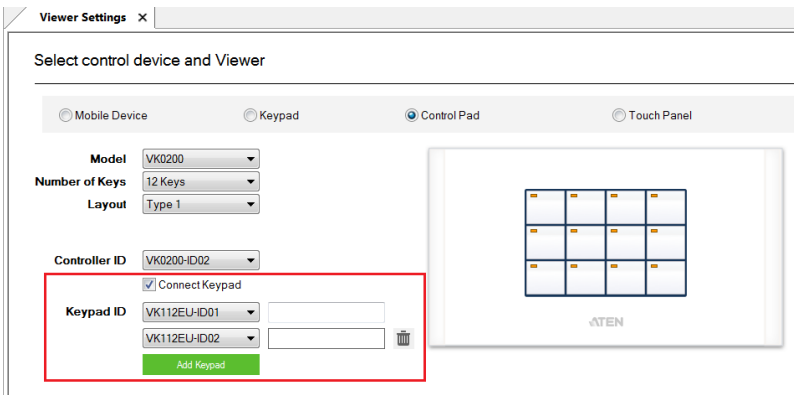 Viewer Settings X
Select control device and Viewer
Mobile Device Keypad Control Pad Touch Panel
Model VK0200
Number of Keys 12 Keys
Layout Type 1
Controller ID VK0200-ID02
Connect Keypad
Keypad ID VK112EU-ID01
VK112EU-ID02
Add Keypad
ATEN